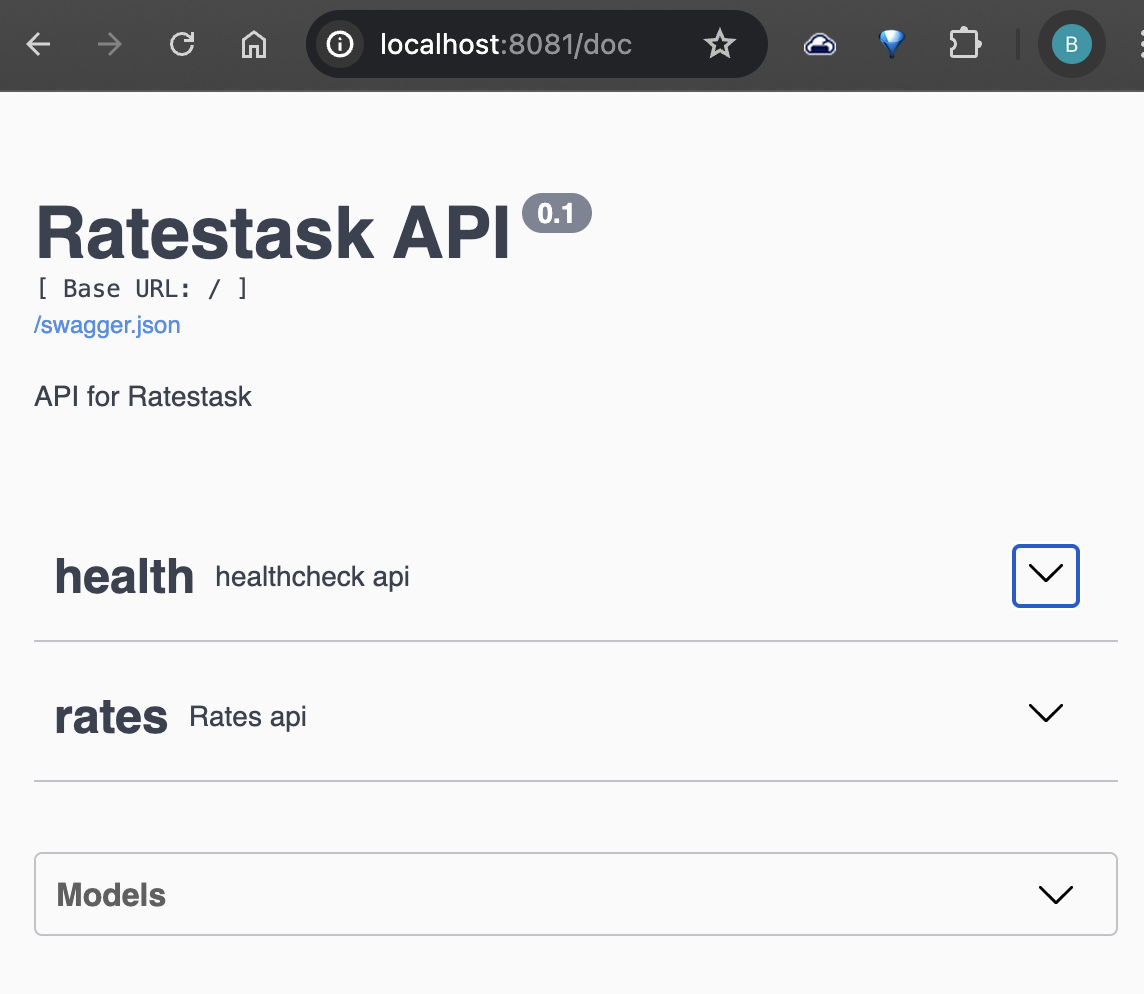 localhost:8081/doc
B
Ratestask API 0.1
[ Base URL: / ]
/swagger.json
API for Ratestask
health healthcheck api
rates Rates api
Models